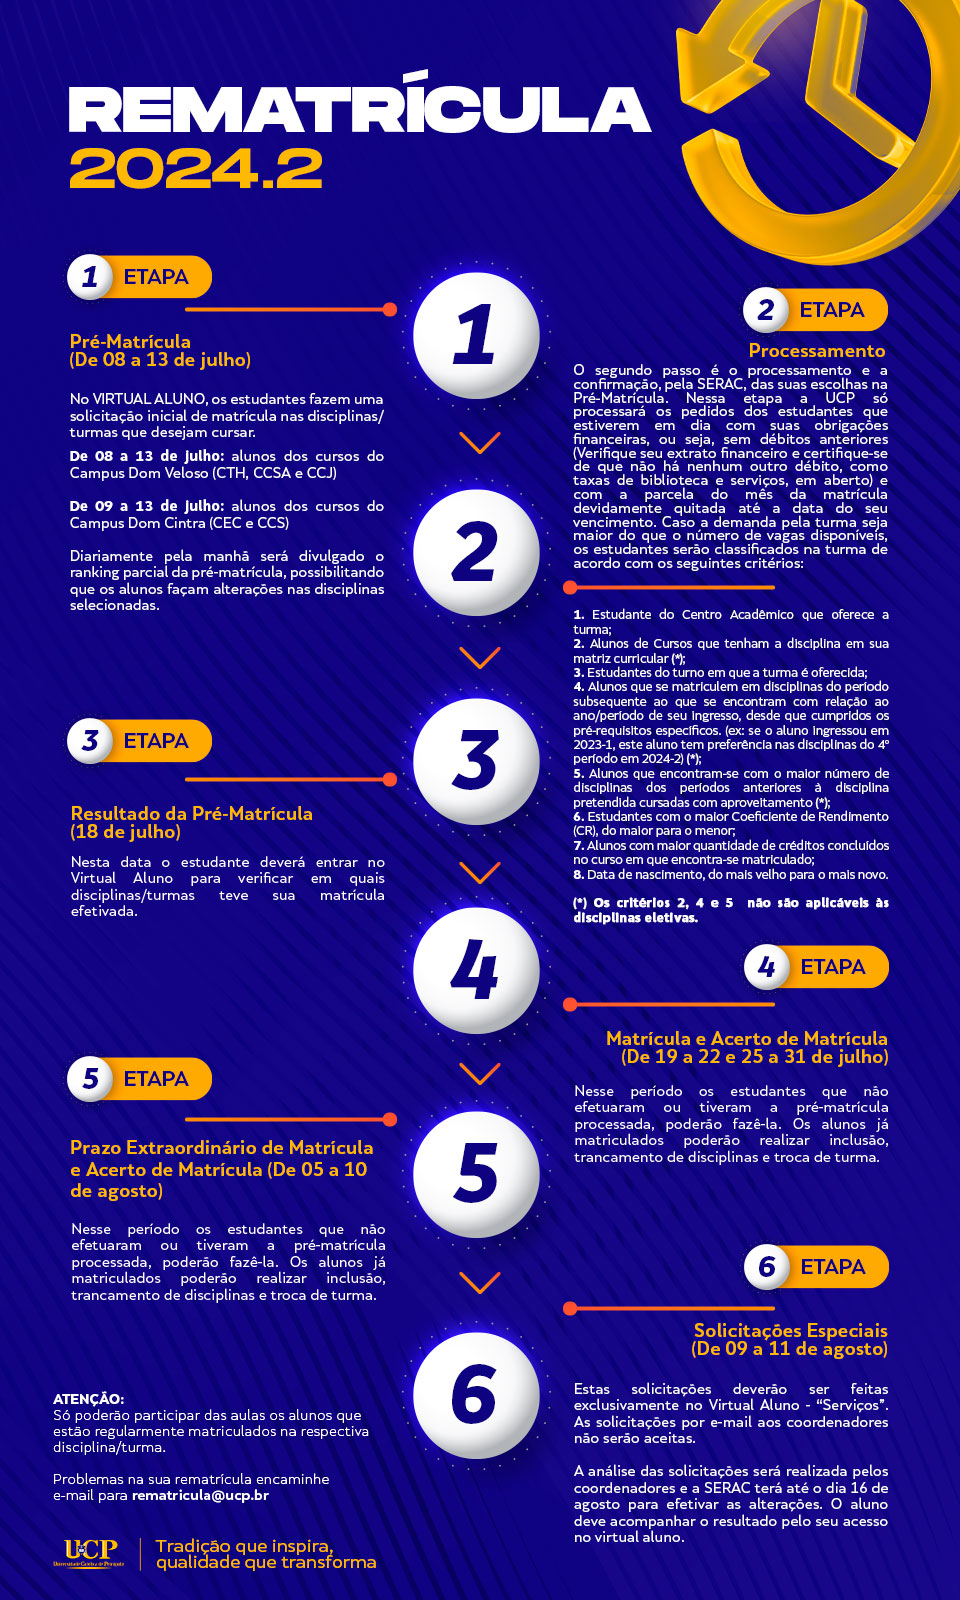 REMATRÍCULA
2024.2
1 ETAPA
Pré-Matrícula
(De 08 a 13 de julho)
No VIRTUAL ALUNO, os estudantes fazem uma
solicitação inicial de matrícula nas disciplinas/
turmas que desejam cursar.
De 08 a 13 de julho: alunos dos cursos do
Campus Dom Veloso (CTH, CCSA e CCJ)
De 09 a 13 de julho: alunos dos cursos do
Campus Dom Cintra (CEC e CCS)
Diariamente pela manhã será divulgado o
ranking parcial da pré-matrícula, possibilitando
que os alunos façam alterações nas disciplinas
selecionadas.
1
2 ETAPA
Processamento
O segundo passo é o processamento e a
confirmação, pela SERAC, das suas escolhas na
Pré-Matrícula. Nessa etapa a UCP só
processará os pedidos dos estudantes que
estiverem em dia com suas obrigações
financeiras, ou seja, sem débitos anteriores
(Verifique seu extrato financeiro e certifique-se
de que não há nenhum outro débito, como
taxas de biblioteca e serviços, em aberto) e
com a parcela do mês da matrícula
devidamente quitada até a data do seu
vencimento. Caso a demanda pela turma seja
maior do que o número de vagas disponíveis,
os estudantes serão classificados na turma de
acordo com os seguintes critérios:
1. Estudante do Centro Acadêmico que oferece a
turma;
2. Alunos de Cursos que tenham a disciplina em sua
matriz curricular (*);
3. Estudantes do turno em que a turma é oferecida;
4. Alunos que se matriculem em disciplinas do período
subsequente ao que se encontram com relação ao
ano/período de seu ingresso, desde que cumpridos os
pré-requisitos específicos. (ex: se o aluno ingressou em
2023-1, este aluno tem preferência nas disciplinas do 4º
período em 2024-2) (*);
5. Alunos que encontram-se com o maior número de
disciplinas dos períodos anteriores à disciplina
pretendida cursadas com aproveitamento (*);
6. Estudantes com o maior Coeficiente de Rendimento
(CR), do maior para o menor;
7. Alunos com maior quantidade de créditos concluídos
no curso em que encontra-se matriculado;
8. Data de nascimento, do mais velho para o mais novo.
(*) Os critérios 2, 4 e 5 não são aplicáveis às
disciplinas eletivas.
2
3 ETAPA
Resultado da Pré-Matrícula
(18 de julho)
Nesta data o estudante deverá entrar no
Virtual Aluno para verificar em quais
disciplinas/turmas teve sua matrícula
efetivada.
3
4 ETAPA
Matrícula e Acerto de Matrícula
(De 19 a 22 e 25 a 31 de julho)
Nesse período os estudantes que não
efetuaram ou tiveram a pré-matrícula
processada, poderão fazê-la. Os alunos já
matriculados poderão realizar inclusão,
trancamento de disciplinas e troca de turma.
4
5 ETAPA
Prazo Extraordinário de Matrícula
e Acerto de Matrícula (De 05 a 10
de agosto)
Nesse período os estudantes que não
efetuaram ou tiveram a pré-matrícula
processada, poderão fazê-la. Os alunos já
matriculados poderão realizar inclusão,
trancamento de disciplinas e troca de turma.
5
6 ETAPA
Solicitações Especiais
(De 09 a 11 de agosto)
Estas solicitações deverão ser feitas
exclusivamente no Virtual Aluno - “Serviços”.
As solicitações por e-mail aos coordenadores
não serão aceitas.
A análise das solicitações será realizada pelos
coordenadores e a SERAC terá até o dia 16 de
agosto para efetivar as alterações. O aluno
deve acompanhar o resultado pelo seu acesso
no virtual aluno.
6
ATENÇÃO:
Só poderão participar das aulas os alunos que
estão regularmente matriculados na respectiva
disciplina/turma.
Problemas na sua rematrícula encaminhe
e-mail para rematricula@ucp.br
UCP
Universidade Católica de Petrópolis
Tradição que inspira,
qualidade que transforma